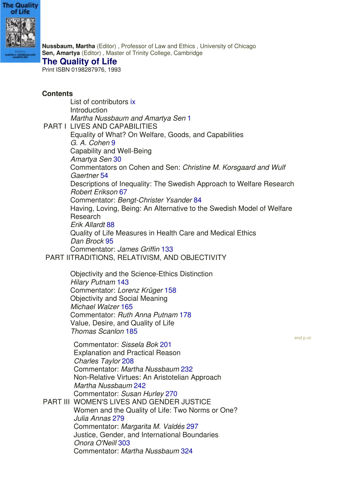 The Quality
of Life
Nussbaum, Martha (Editor) , Professor of Law and Ethics , University of Chicago
Sen, Amartya (Editor) , Master of Trinity College, Cambridge
The Quality of Life
Print ISBN 0198287976, 1993
Contents
List of contributors ix
Introduction
Martha Nussbaum and Amartya Sen 1
PART I LIVES AND CAPABILITIES
Equality of What? On Welfare, Goods, and Capabilities
G. A. Cohen 9
Capability and Well-Being
Amartya Sen 30
Commentators on Cohen and Sen: Christine M. Korsgaard and Wulf
Gaertner 54
Descriptions of Inequality: The Swedish Approach to Welfare Research
Robert Erikson 67
Commentator: Bengt-Christer Ysander 84
Having, Loving, Being: An Alternative to the Swedish Model of Welfare
Research
Erik Allardt 88
Quality of Life Measures in Health Care and Medical Ethics
Dan Brock 95
Commentator: James Griffin 133
PART IITRADITIONS, RELATIVISM, AND OBJECTIVITY
Objectivity and the Science-Ethics Distinction
Hilary Putnam 143
Commentator: Lorenz Krüger 158
Objectivity and Social Meaning
Michael Walzer 165
Commentator: Ruth Anna Putnam 178
Value, Desire, and Quality of Life
Thomas Scanlon 185
end p.vii
Commentator: Sissela Bok 201
Explanation and Practical Reason
Charles Taylor 208
Commentator: Martha Nussbaum 232
Non-Relative Virtues: An Aristotelian Approach
Martha Nussbaum 242
Commentator: Susan Hurley 270
PART III WOMEN'S LIVES AND GENDER JUSTICE
Women and the Quality of Life: Two Norms or One?
Julia Annas 279
Commentator: Margarita M. Valdés 297
Justice, Gender, and International Boundaries
Onora O'Neill 303
Commentator: Martha Nussbaum 324